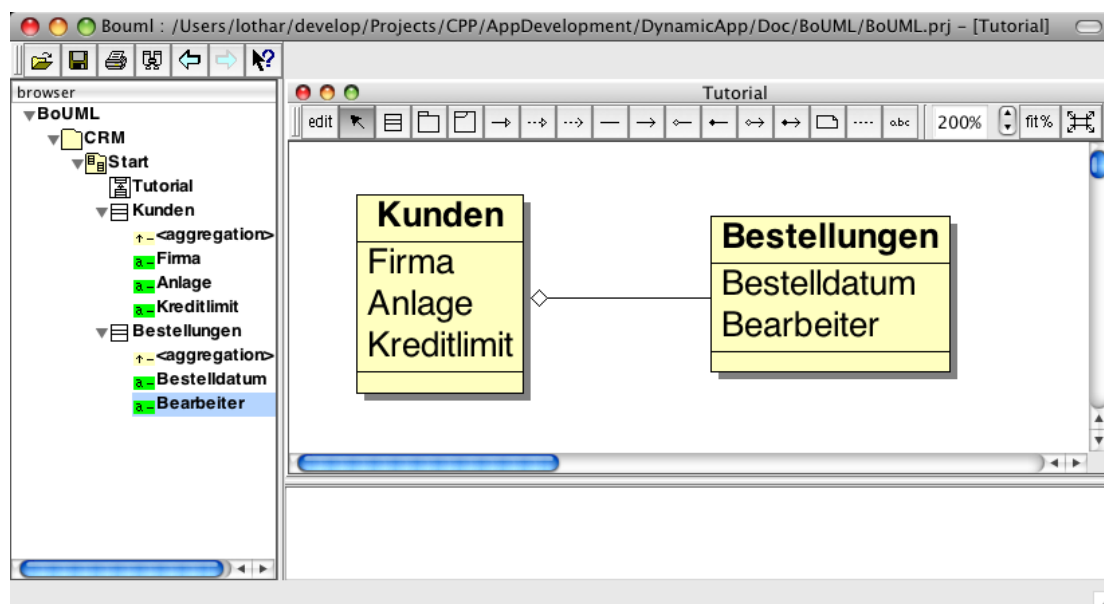 Bouml : /Users/lothar/develop/Projects/CPP/AppDevelopment/DynamicApp/Doc/BoUML/BoUML.prj – [Tutorial]
browser
BoUML
CRM
Start
Tutorial
Kunden
<aggregation>
Firma
Anlage
Kreditlimit
Bestellungen
<aggregation>
Bestelldatum
Bearbeiter
Tutorial
edit
a.b.c
200%
fit%
Kunden
Firma
Anlage
Kreditlimit
Bestellungen
Bestelldatum
Bearbeiter